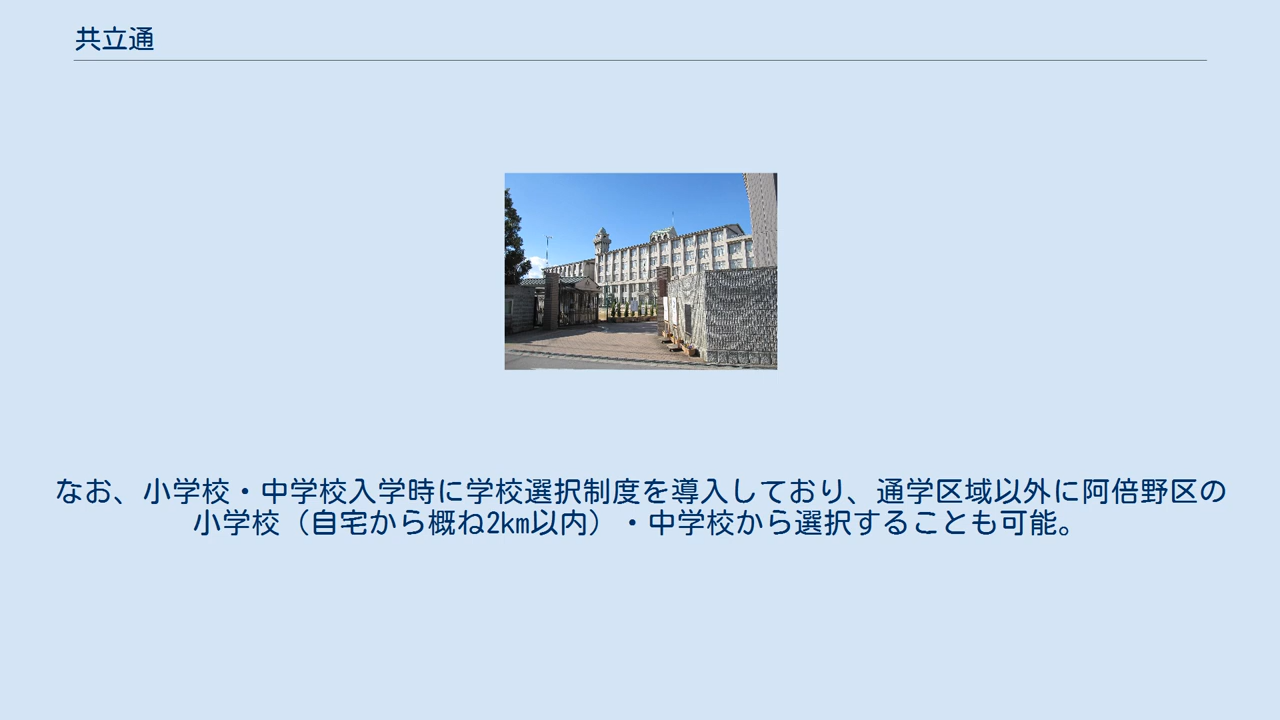 共立通
なお、小学校・中学校入学時に学校選択制度を導入しており、通学区域以外に阿倍野区の
小学校（自宅から概ね2km以内）・中学校から選択することも可能。